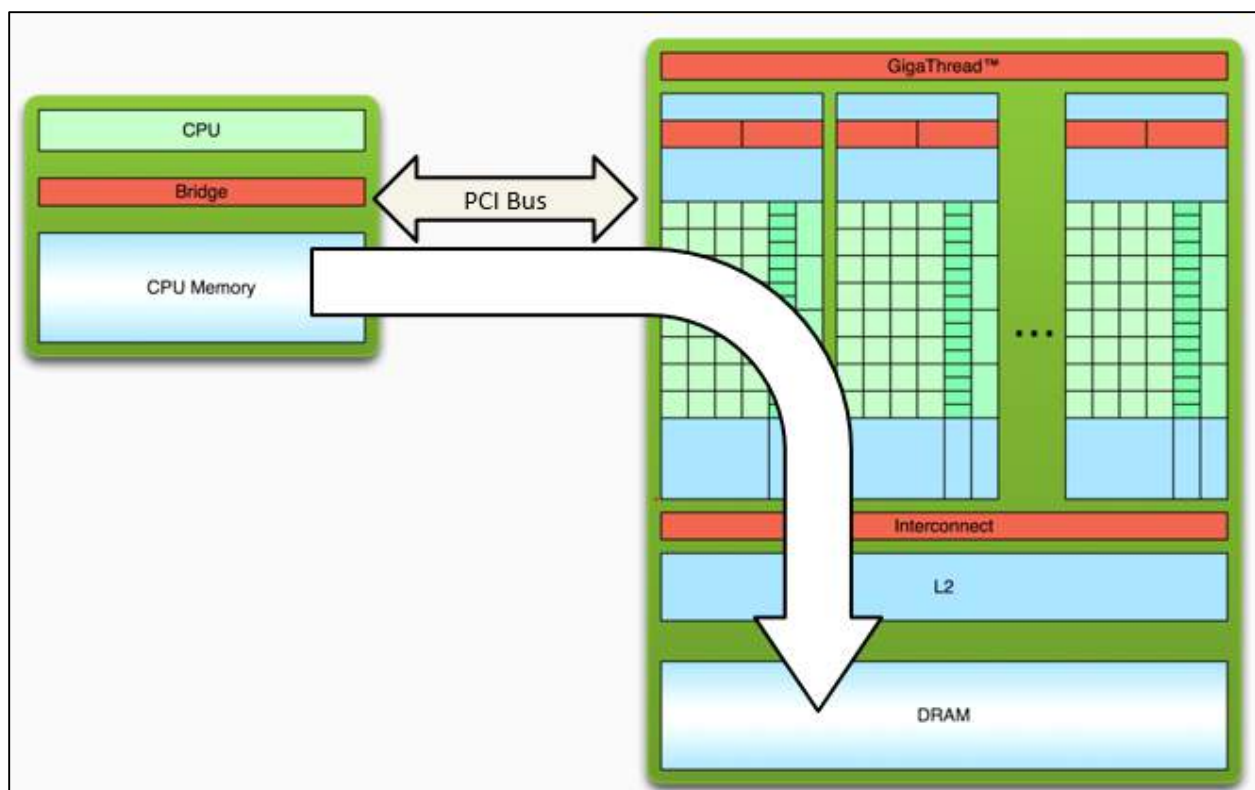 CPU
Bridge
CPU Memory
PCI Bus
GigaThread™
...
Interconnect
L2
DRAM